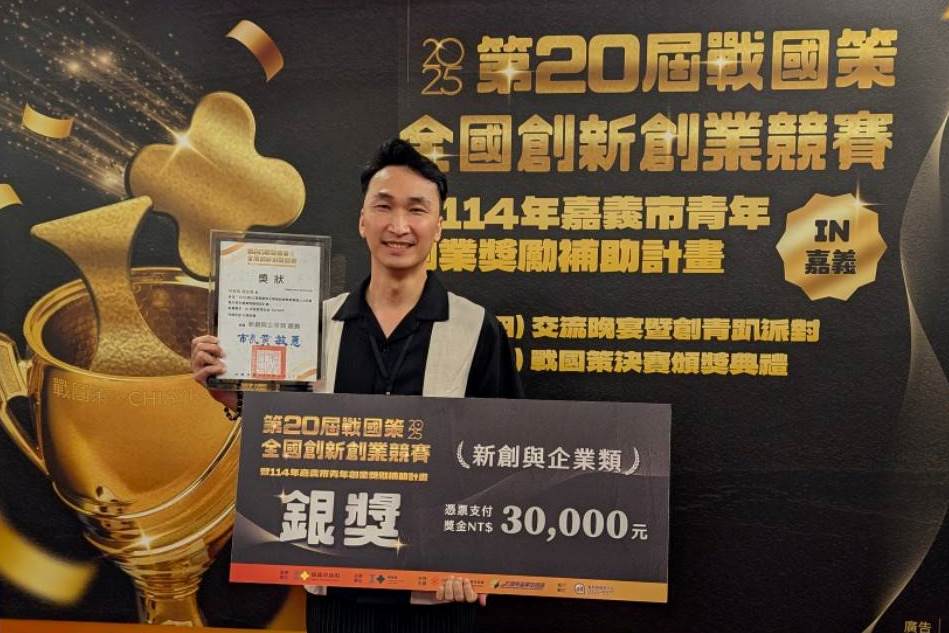 2025 第20屆戰國策
全國創新創業競賽
114年嘉義市青年
業獎勵補助計畫
IN
嘉義
) 交流晚宴暨創青趴派對
) 戰國策決賽頒獎典禮
戰國策
獎狀
市長黃敏惠
第20屆戰國策 2025
全國創新創業競賽
暨114年嘉義市青年創業獎勵補助計畫
銀獎
(新創與企業類)
憑票支付
獎金NT$ 30,000元
廣告